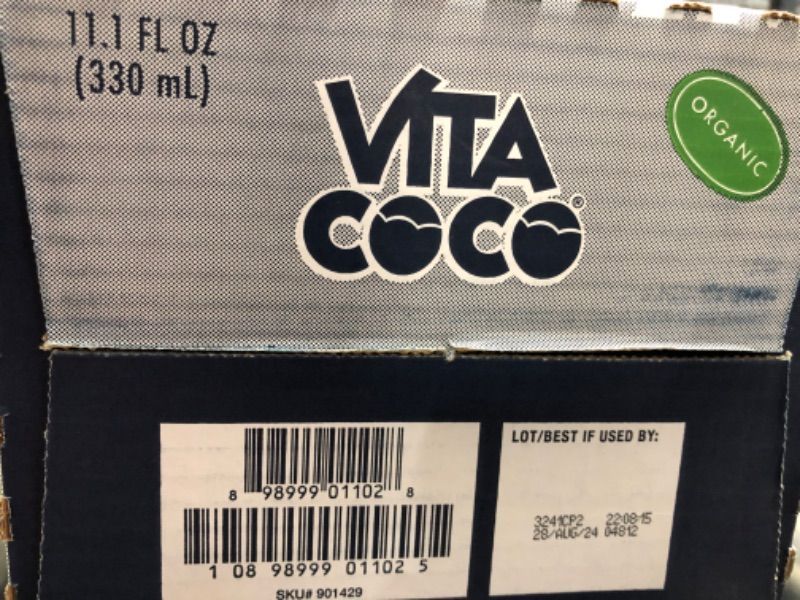 11.1 FL OZ
(330 mL)
VITA
COCO®
ORGANIC
8 98999 01102 8
1 08 98999 01102 5
SKU# 901429
LOT/BEST IF USED BY:
3241CP2 22:08:15
28/AUG/24 04812